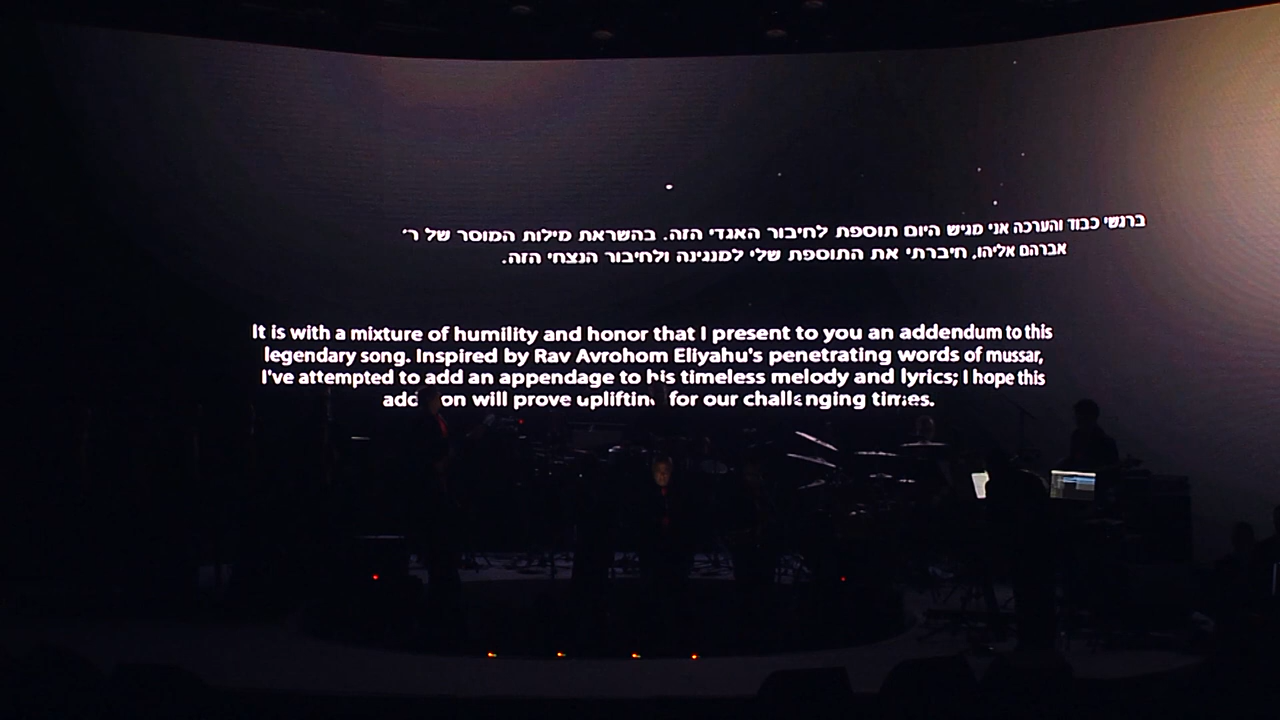 ברגשי כבוד והערכה אני מגיש היום תוספת לחיבור האגדי הזה. בהשראת מילות המוסר של ר'
אברהם אליהו, חיברתי את התוספת שלי למנגינה ולחיבור הנצחי הזה.
It is with a mixture of humility and honor that I present to you an addendum to this
legendary song. Inspired by Rav Avrohom Eliyahu's penetrating words of mussar,
I've attempted to add an appendage to his timeless melody and lyrics; I hope this
addition will prove uplifting for our challenging times.